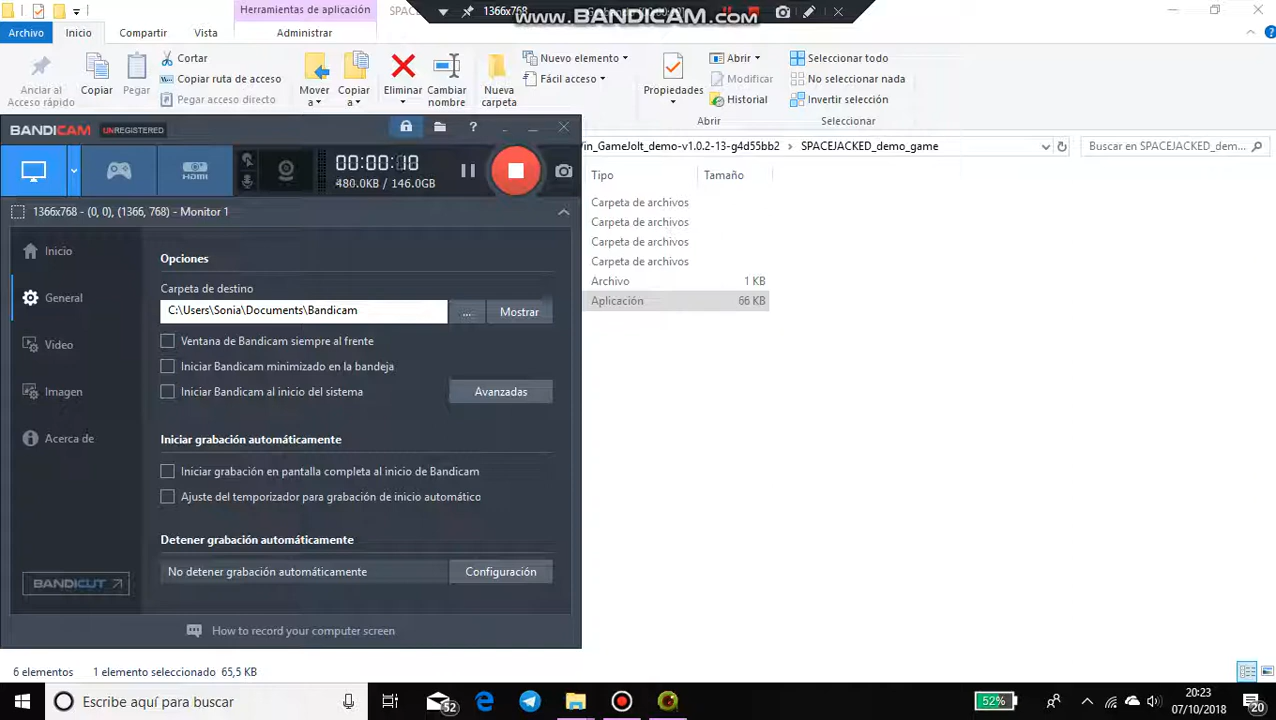 Herramientas de aplicación
SPAC
1366x768
www.BANDICAM.com
Archivo
Inicio
Compartir
Vista
Administrar
Anclar al
Acceso rápido
Copiar
Pegar
Cortar
Copiar ruta de acceso
Pegar acceso directo
Mover
a
Copiar
a
Eliminar
Cambiar
nombre
Nueva
carpeta
Nuevo elemento
Fácil acceso
Propiedades
Abrir
Modificar
Historial
Abrir
Seleccionar todo
No seleccionar nada
Invertir selección
Seleccionar
BANDICAM UNREGISTERED
HDMI
00:00:10
480.0KB / 146.0GB
1366x768 - (0, 0), (1366, 768) - Monitor 1
Inicio
General
Video
Imagen
Acerca de
BANDICUT
Opciones
Carpeta de destino
C:\Users\Sonia\Documents\Bandicam
...
Mostrar
Ventana de Bandicam siempre al frente
Iniciar Bandicam minimizado en la bandeja
Iniciar Bandicam al inicio del sistema
Avanzadas
Iniciar grabación automáticamente
Iniciar grabación en pantalla completa al inicio de Bandicam
Ajuste del temporizador para grabación de inicio automático
Detener grabación automáticamente
No detener grabación automáticamente
Configuración
How to record your computer screen
in_GameJolt_demo-v1.0.2-13-g4d55bb2 > SPACEJACKED_demo_game
Buscar en SPACEJACKED_dem...
Tipo
Tamaño
Carpeta de archivos
Carpeta de archivos
Carpeta de archivos
Carpeta de archivos
Archivo 1 KB
Aplicación 66 KB
6 elementos
1 elemento seleccionado 65,5 KB
Escribe aquí para buscar
52
52%
20:23
07/10/2018
20